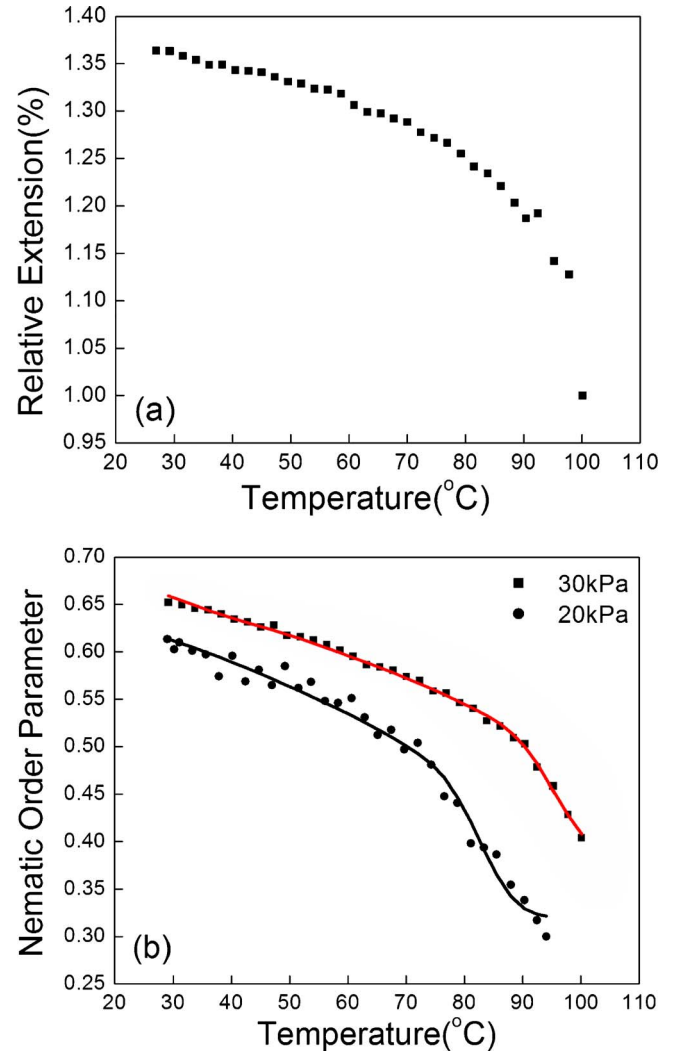 1.40
1.35
1.30
1.25
1.20
1.15
1.10
1.05
1.00
0.95
Relative Extension(%)
(a)
20 30 40 50 60 70 80 90 100 110
Temperature(°C)
0.70
0.65
0.60
0.55
0.50
0.45
0.40
0.35
0.30
0.25
Nematic Order Parameter
30kPa
20kPa
(b)
20 30 40 50 60 70 80 90 100 110
Temperature(°C)